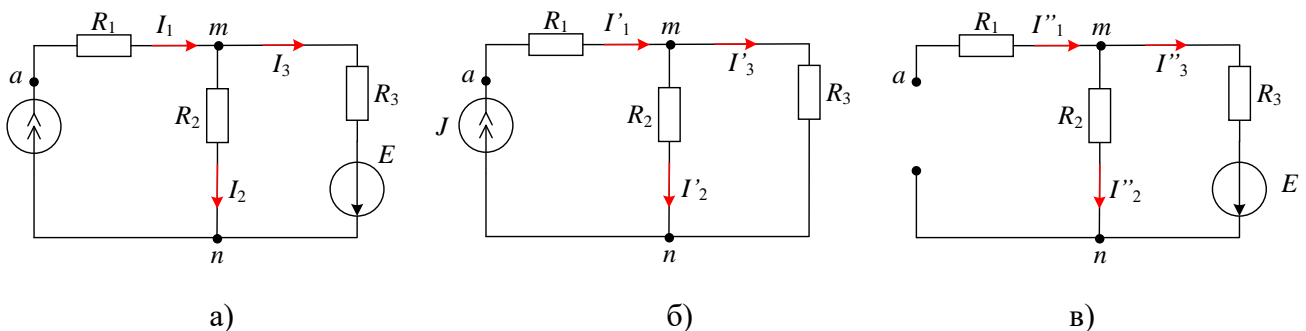 R1 I1 m I3 a R2 R3 E I2 n
R1 I'1 m I'3 a J R2 R3 I'2 n
R1 I''1 m I''3 a R2 R3 E I''2 n
а) б) в)